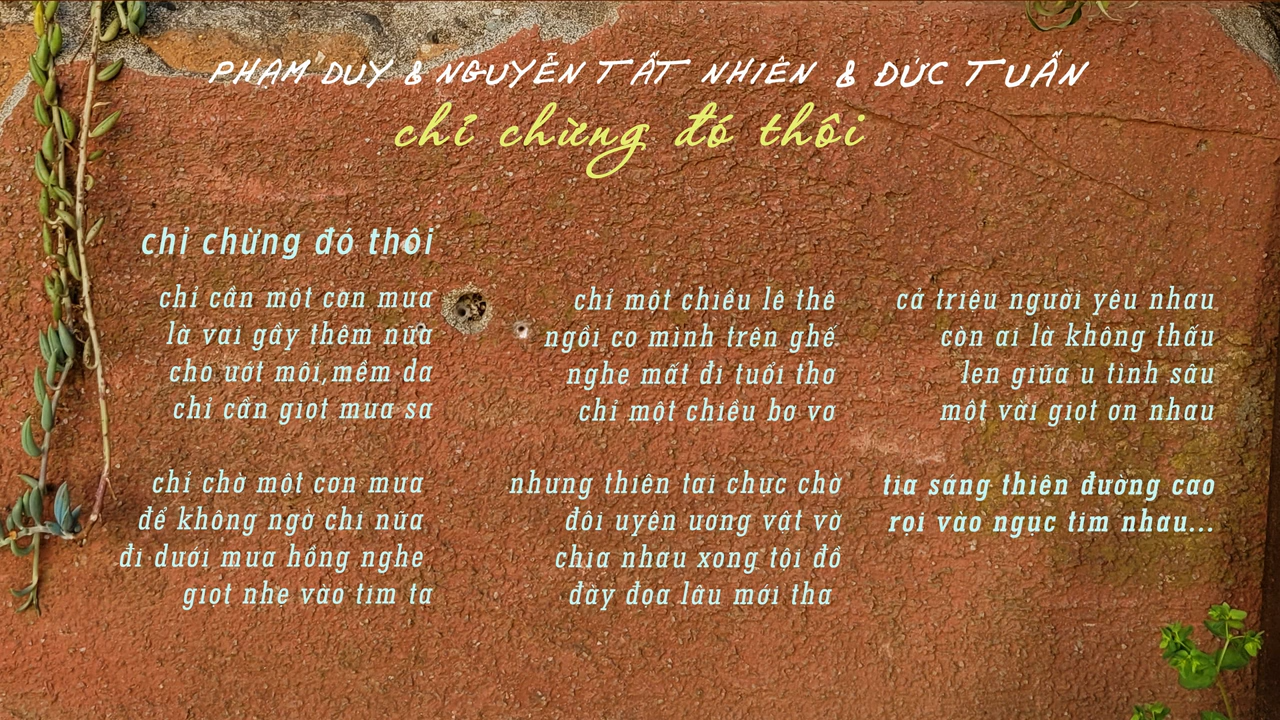 PHẠM DUY & NGUYỄN TẤT NHIÊN & ĐỨC TUẤN
chỉ chừng đó thôi
chỉ chừng đó thôi
chỉ cần một cơn mưa
là vai gầy thêm nữa
cho ướt môi,mềm da
chỉ cần giọt mưa sa
chỉ chờ một cơn mưa
để không ngờ chi nữa
đi dưới mưa hồng nghe
giọt nhẹ vào tim ta
chỉ một chiều lê thê
ngồi co mình trên ghế
nghe mất đi tuổi thơ
chỉ một chiều bơ vơ
nhưng thiên tai chực chờ
đôi uyên ương vật vờ
chia nhau xong tội đồ
đày đọa lâu mới tha
cả triệu người yêu nhau
còn ai là không thấu
len giữa u tình sầu
một vài giọt ơn nhau
tia sáng thiên đường cao
rọi vào ngục tim nhau...